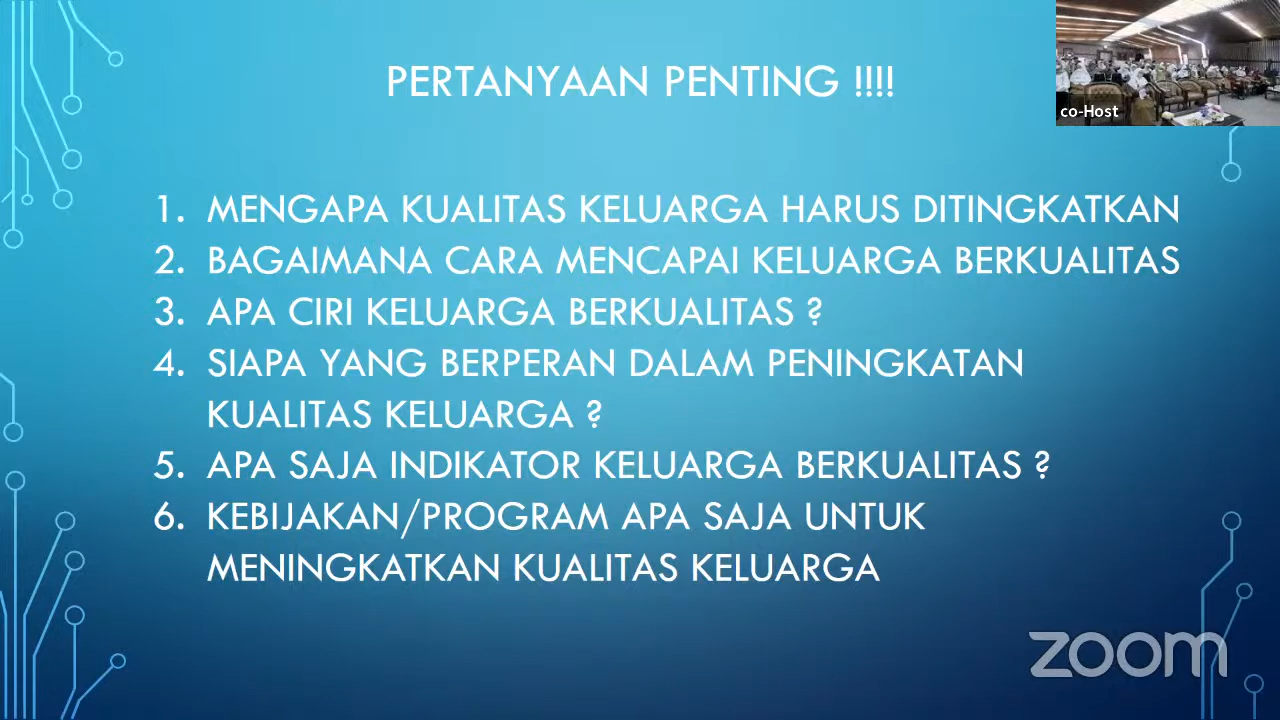 PERTANYAAN PENTING !!!!
co-Host
1. MENGAPA KUALITAS KELUARGA HARUS DITINGKATKAN
2. BAGAIMANA CARA MENCAPAI KELUARGA BERKUALITAS
3. APA CIRI KELUARGA BERKUALITAS ?
4. SIAPA YANG BERPERAN DALAM PENINGKATAN
KUALITAS KELUARGA ?
5. APA SAJA INDIKATOR KELUARGA BERKUALITAS ?
6. KEBIJAKAN/PROGRAM APA SAJA UNTUK
MENINGKATKAN KUALITAS KELUARGA
zoom